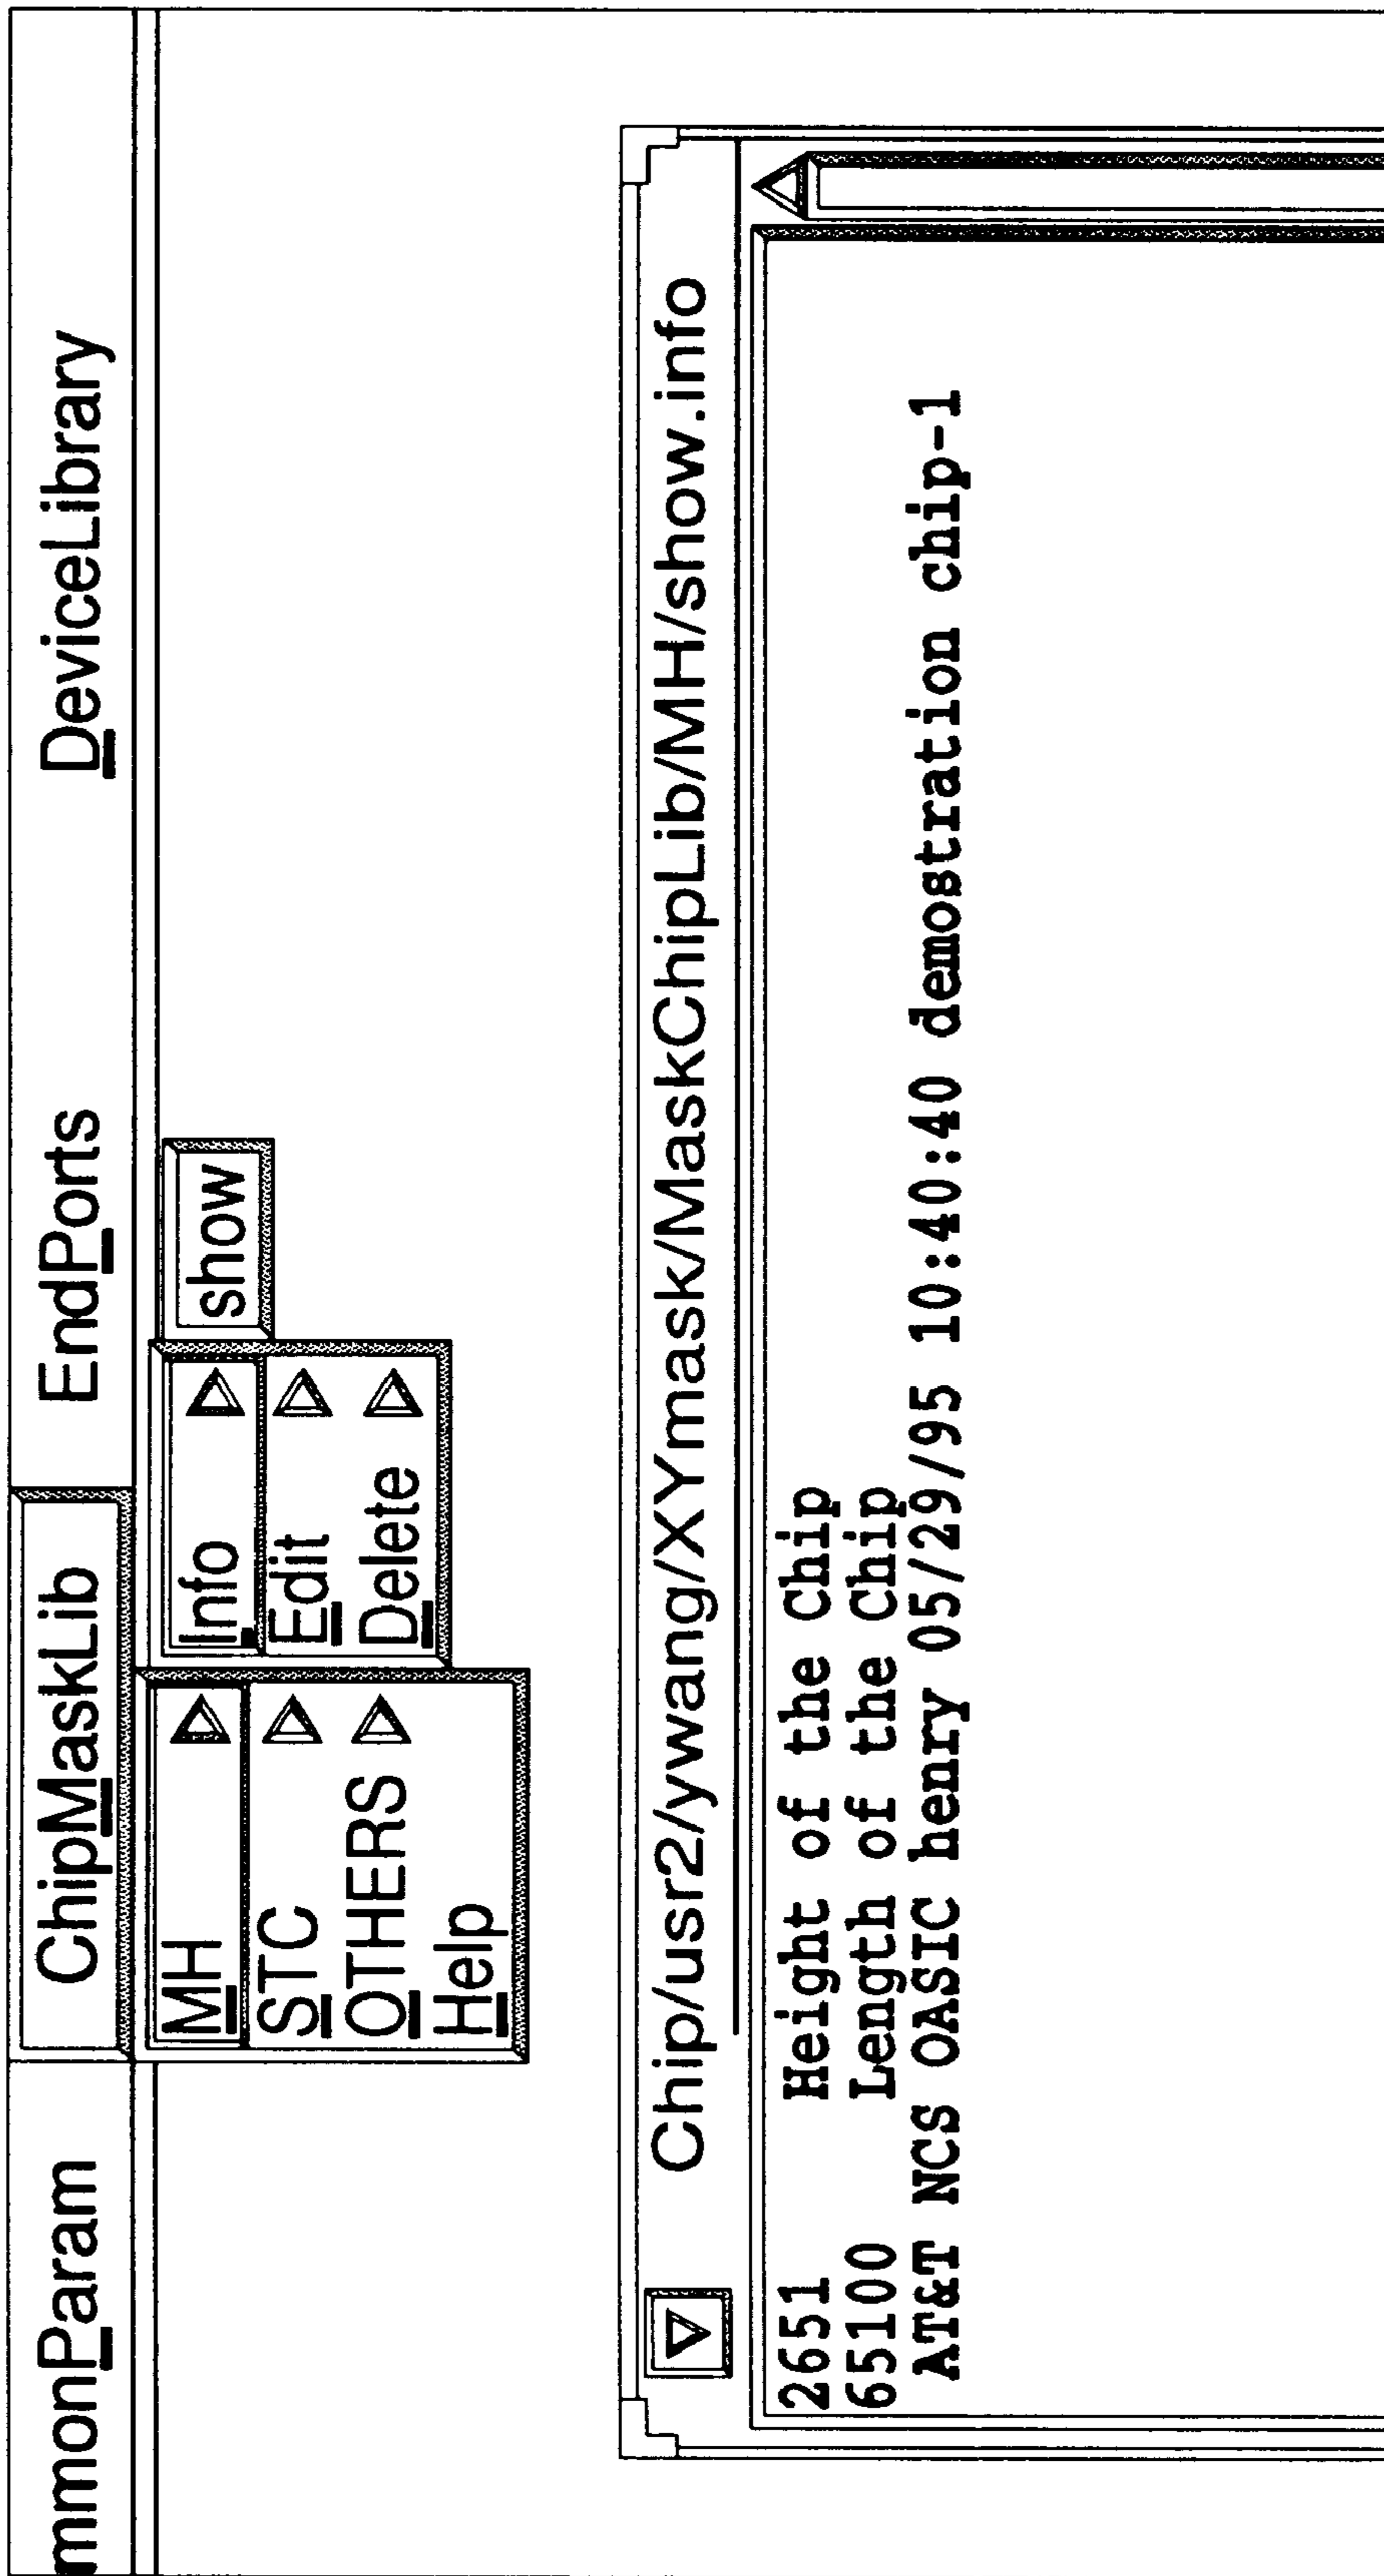 mmonParam ChipMaskLib EndPorts DeviceLibrary
MH Info show
STC Edit
OTHERS Delete
Help
Chip/usr2/ywang/XYmask/MaskChipLib/MH/show.info
2651 Height of the Chip
65100 Length of the Chip
AT&T NCS OASIC henry 05/29/95 10:40:40 demostration chip-1